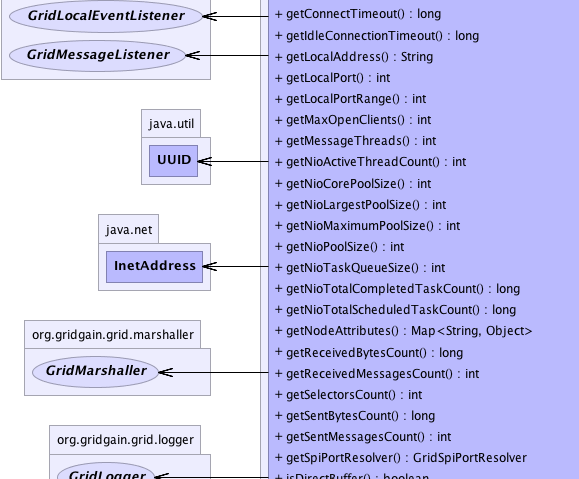 GridLocalEventListener
GridMessageListener
java.util
UUID
java.net
InetAddress
org.gridgain.grid.marshaller
GridMarshaller
org.gridgain.grid.logger
GridLogger
+ getConnectTimeout() : long
+ getIdleConnectionTimeout() : long
+ getLocalAddress() : String
+ getLocalPort() : int
+ getLocalPortRange() : int
+ getMaxOpenClients() : int
+ getMessageThreads() : int
+ getNioActiveThreadCount() : int
+ getNioCorePoolSize() : int
+ getNioLargestPoolSize() : int
+ getNioMaximumPoolSize() : int
+ getNioPoolSize() : int
+ getNioTaskQueueSize() : int
+ getNioTotalCompletedTaskCount() : long
+ getNioTotalScheduledTaskCount() : long
+ getNodeAttributes() : Map<String, Object>
+ getReceivedBytesCount() : long
+ getReceivedMessagesCount() : int
+ getSelectorsCount() : int
+ getSentBytesCount() : long
+ getSentMessagesCount() : int
+ getSpiPortResolver() : GridSpiPortResolver
+ isDirectBuffer() : boolean